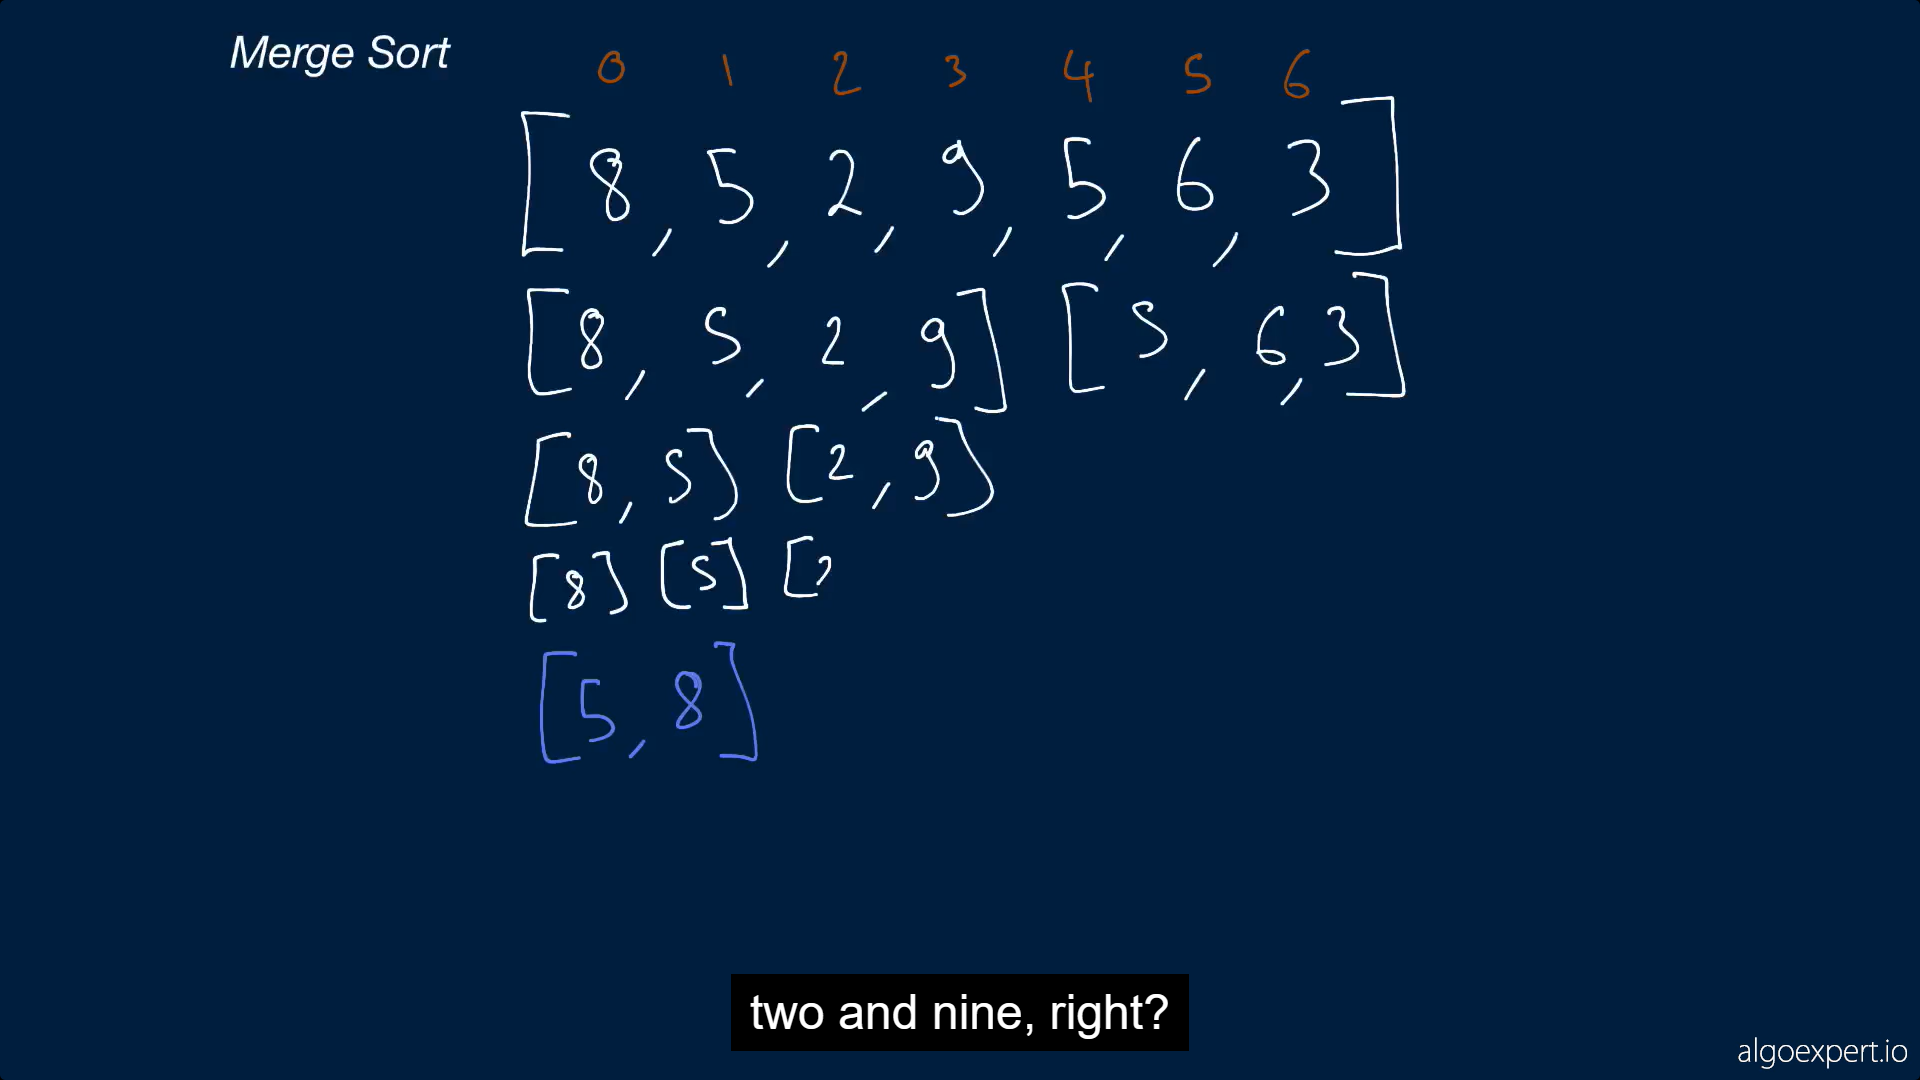 Merge Sort
0 1 2 3 4 5 6
[8, 5, 2, 9, 5, 6, 3]
[8, 5, 2, 9] [5, 6, 3]
[8, 5] [2, 9]
[8] [5] [2
[5, 8]
two and nine, right?
algoexpert.io